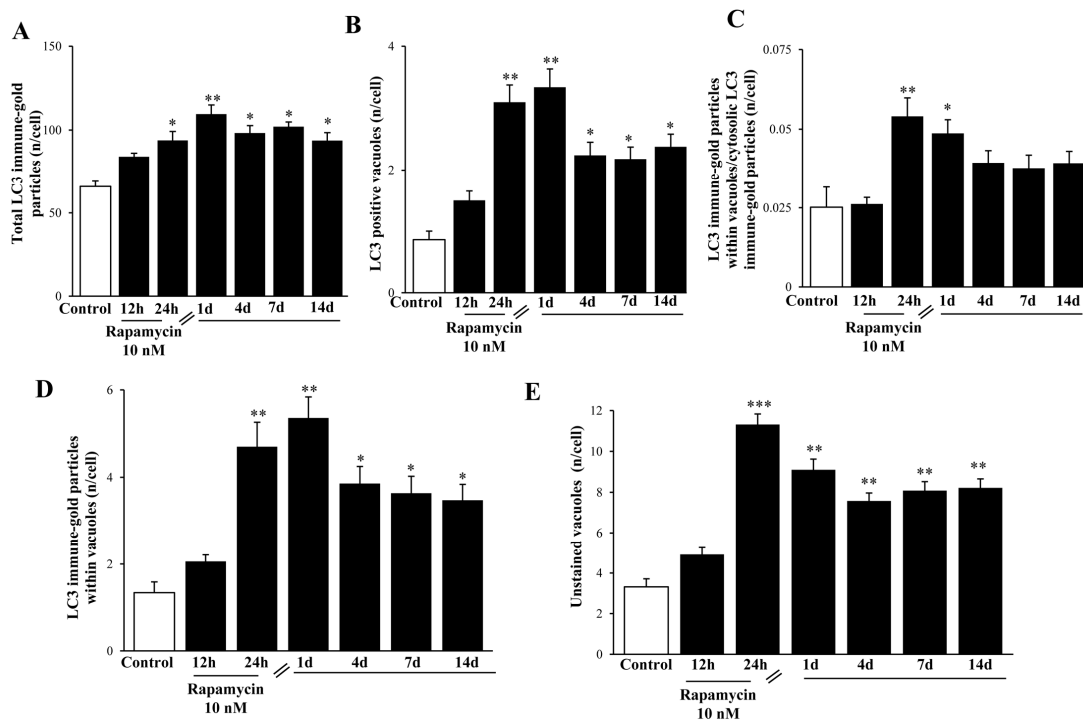 A
Total LC3 immune-gold
particles (n/cell)
150
100
50
0
*
**
*
*
*
Control 12h 24h 1d 4d 7d 14d
Rapamycin
10 nM
B
LC3 positive vacuoles (n/cell)
4
2
0
**
**
*
*
*
Control 12h 24h 1d 4d 7d 14d
Rapamycin
10 nM
C
LC3 immune-gold particles
within vacuoles/cytosolic LC3
immune-gold particles (n/cell)
0.075
0.05
0.025
0
**
*
Control 12h 24h 1d 4d 7d 14d
Rapamycin
10 nM
D
LC3 immune-gold particles
within vacuoles (n/cell)
6
4
2
0
**
**
*
*
*
Control 12h 24h 1d 4d 7d 14d
Rapamycin
10 nM
E
Unstained vacuoles (n/cell)
12
10
8
6
4
2
0
***
**
**
**
**
Control 12h 24h 1d 4d 7d 14d
Rapamycin
10 nM